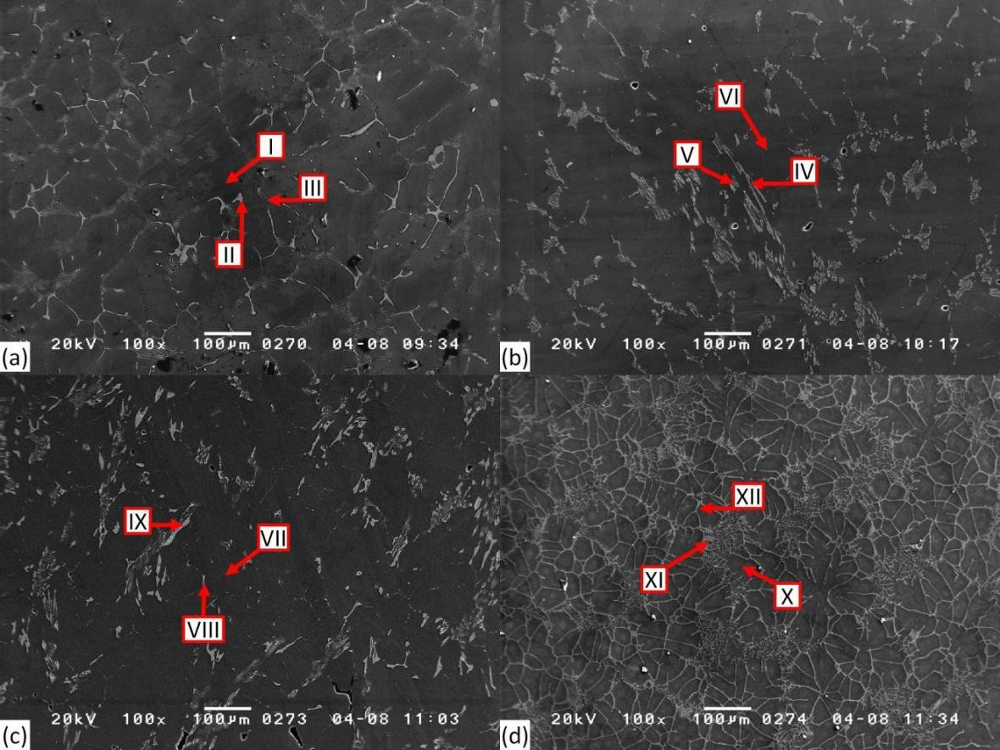 I
III
II
20kV 100x 100µm 0270 04-08 09:34
(a)
VI
V
IV
20kV 100x 100µm 0271 04-08 10:17
(b)
IX
VII
VIII
20kV 100x 100µm 0273 04-08 11:03
(c)
XII
XI
X
20kV 100x 100µm 0274 04-08 11:34
(d)